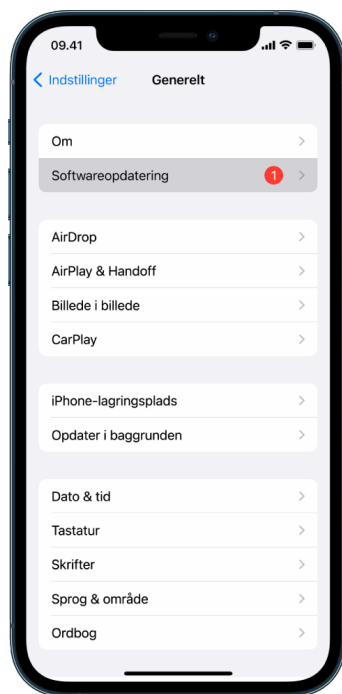 09.41
Indstillinger Generelt
Om
Softwareopdatering 1
AirDrop
AirPlay & Handoff
Billede i billede
CarPlay
iPhone-lagringsplads
Opdater i baggrunden
Dato & tid
Tastatur
Skrifter
Sprog & område
Ordbog